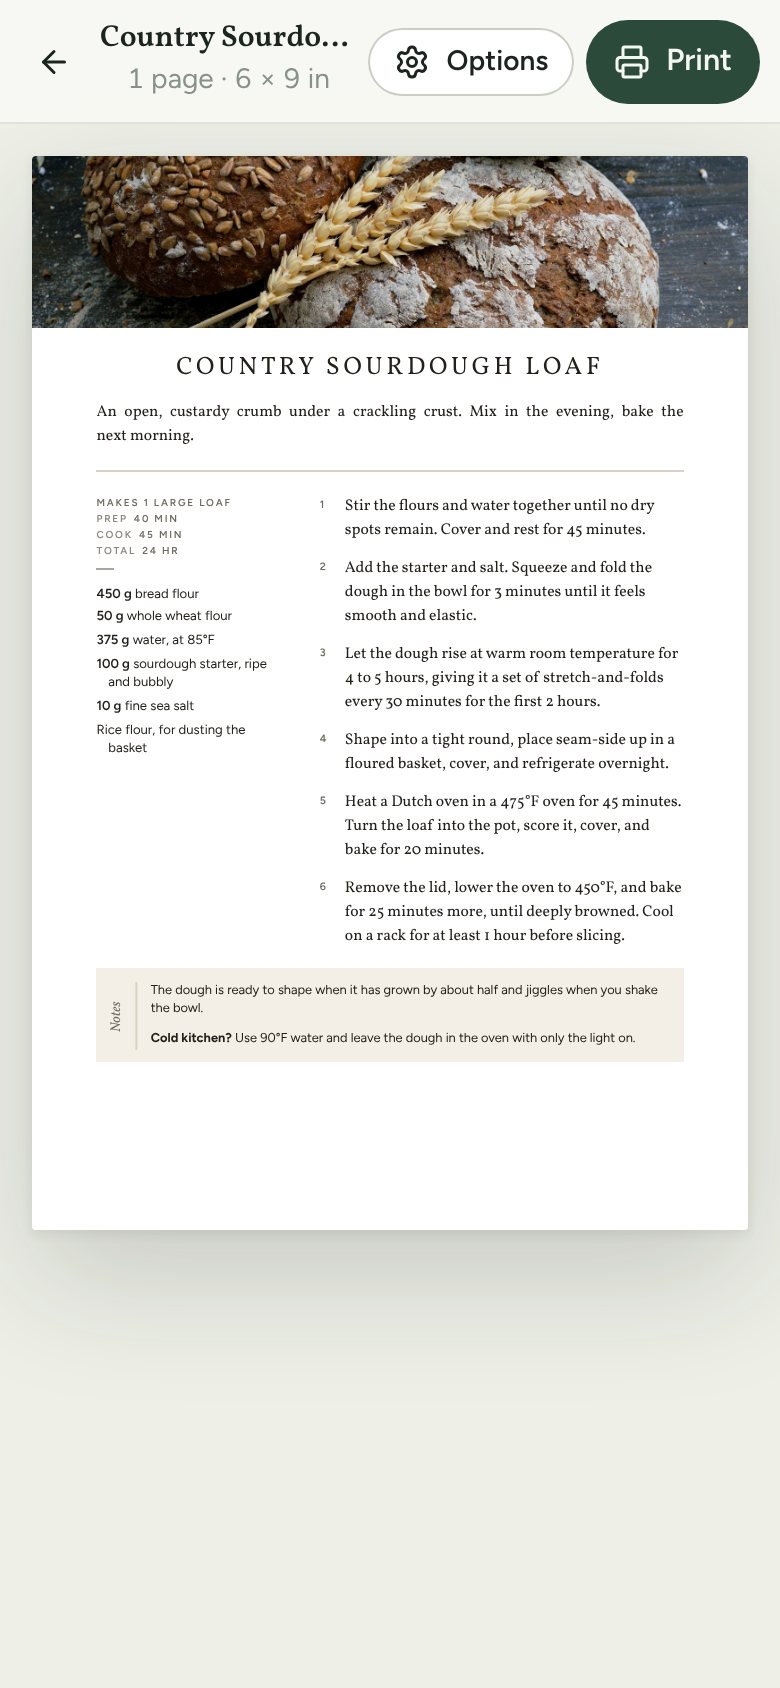 Country Sourdo...
1 page · 6 × 9 in
Options
Print
COUNTRY SOURDOUGH LOAF
An open, custardy crumb under a crackling crust. Mix in the evening, bake the
next morning.
MAKES 1 LARGE LOAF
PREP 40 MIN
COOK 45 MIN
TOTAL 24 HR
450 g bread flour
50 g whole wheat flour
375 g water, at 85°F
100 g sourdough starter, ripe
and bubbly
10 g fine sea salt
Rice flour, for dusting the
basket
1 Stir the flours and water together until no dry
spots remain. Cover and rest for 45 minutes.
2 Add the starter and salt. Squeeze and fold the
dough in the bowl for 3 minutes until it feels
smooth and elastic.
3 Let the dough rise at warm room temperature for
4 to 5 hours, giving it a set of stretch-and-folds
every 30 minutes for the first 2 hours.
4 Shape into a tight round, place seam-side up in a
floured basket, cover, and refrigerate overnight.
5 Heat a Dutch oven in a 475°F oven for 45 minutes.
Turn the loaf into the pot, score it, cover, and
bake for 20 minutes.
6 Remove the lid, lower the oven to 450°F, and bake
for 25 minutes more, until deeply browned. Cool
on a rack for at least 1 hour before slicing.
Notes
The dough is ready to shape when it has grown by about half and jiggles when you shake
the bowl.
Cold kitchen? Use 90°F water and leave the dough in the oven with only the light on.